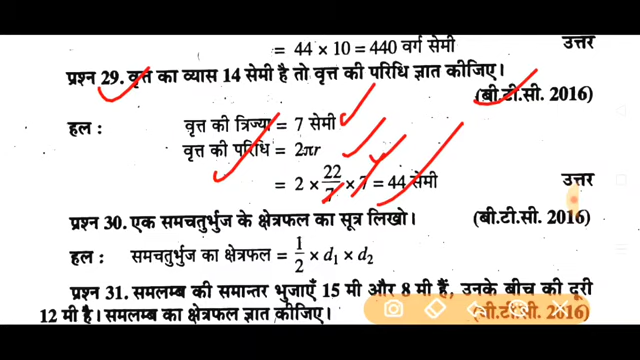 = 44 × 10 = 440 वर्ग सेमी उत्तर
प्रश्न 29. वृत्त का व्यास 14 सेमी है तो वृत्त की परिधि ज्ञात कीजिए।
(बी.टी.सी. 2016)
हल : वृत्त की त्रिज्या = 7 सेमी
वृत्त की परिधि = 2πr
= 2 × 22/7 × 7 = 44 सेमी उत्तर
प्रश्न 30. एक समचतुर्भुज के क्षेत्रफल का सूत्र लिखो। (बी.टी.सी. 2016)
हल : समचतुर्भुज का क्षेत्रफल = 1/2 × d₁ × d₂
प्रश्न 31. समलम्ब की समान्तर भुजाएँ 15 मी और 8 मी हैं, उनके बीच की दूरी
12 मी है। समलम्ब का क्षेत्रफल ज्ञात कीजिए। (बी.टी.सी. 2016)